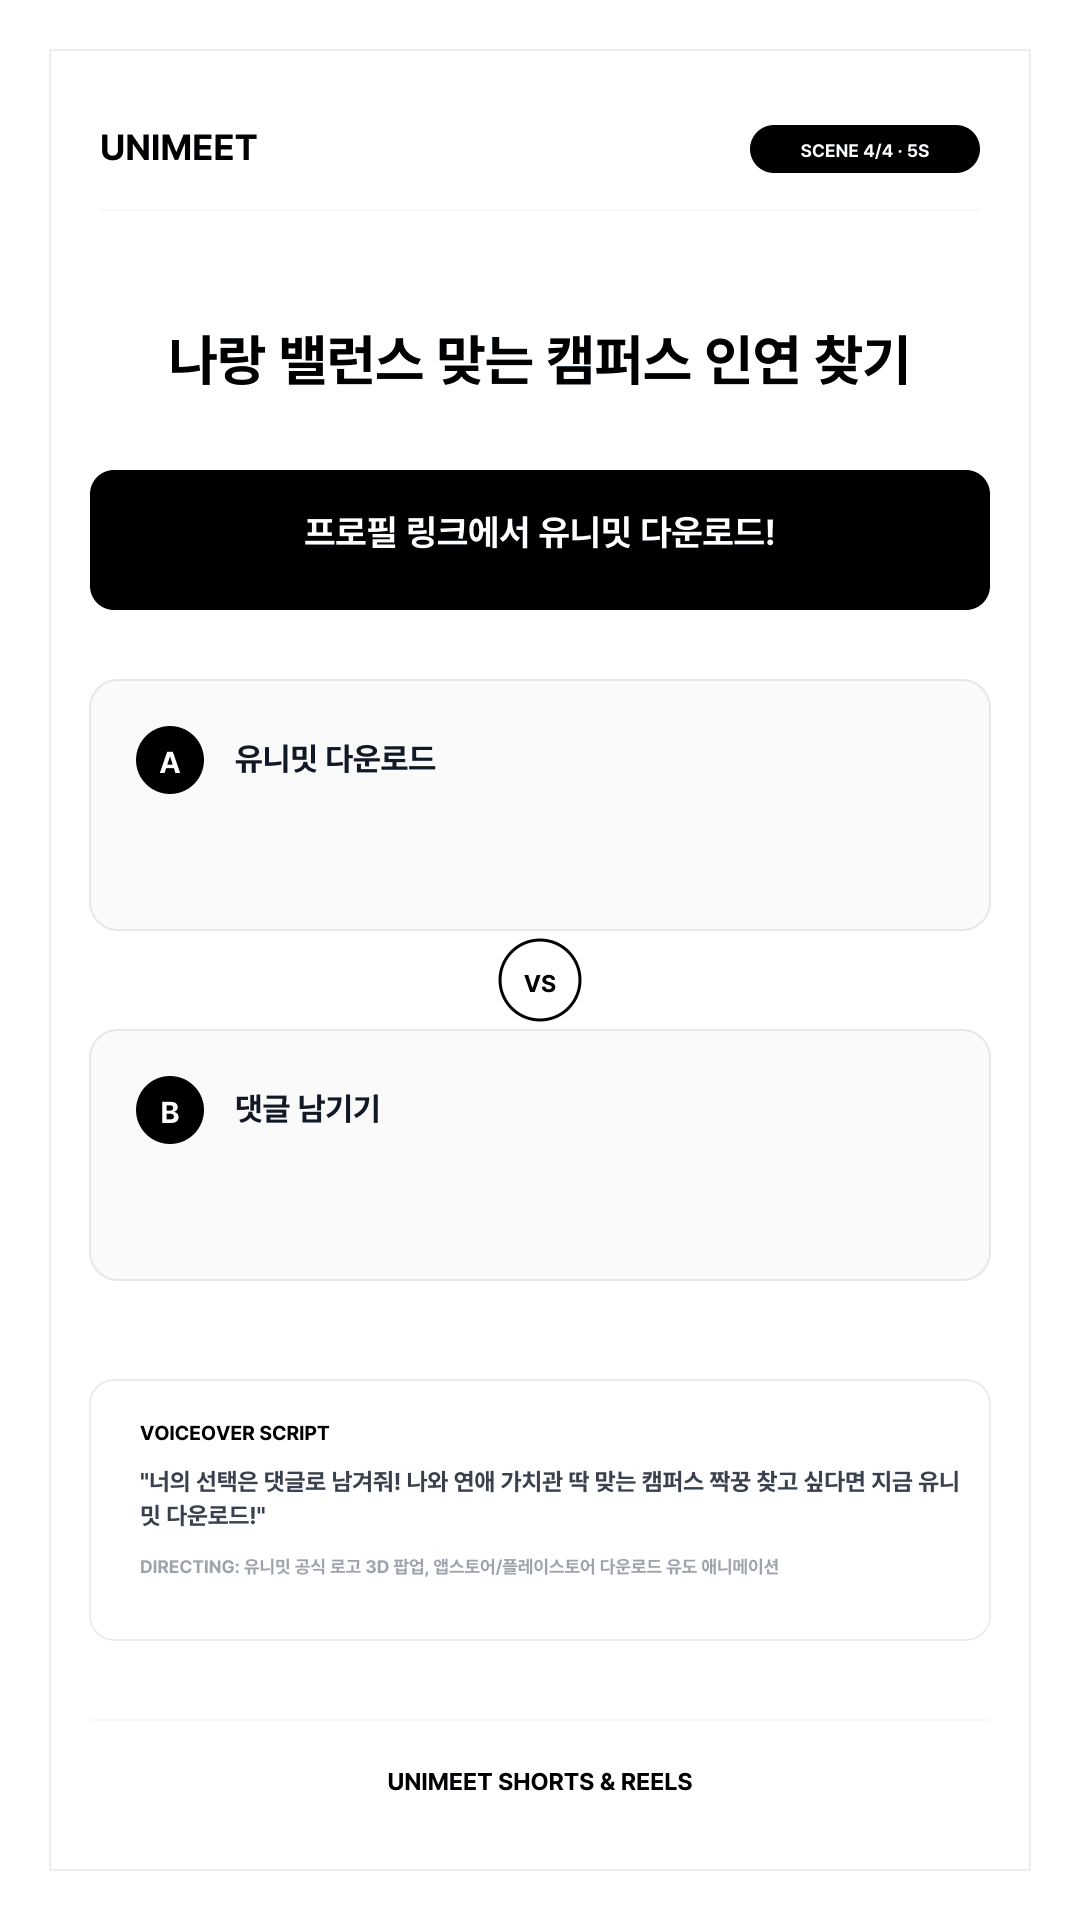 UNIMEET
SCENE 4/4 · 5S
나랑 밸런스 맞는 캠퍼스 인연 찾기
프로필 링크에서 유니밋 다운로드!
A
유니밋 다운로드
VS
B
댓글 남기기
VOICEOVER SCRIPT
"너의 선택은 댓글로 남겨줘! 나와 연애 가치관 딱 맞는 캠퍼스 짝꿍 찾고 싶다면 지금 유니
밋 다운로드!"
DIRECTING: 유니밋 공식 로고 3D 팝업, 앱스토어/플레이스토어 다운로드 유도 애니메이션
UNIMEET SHORTS & REELS